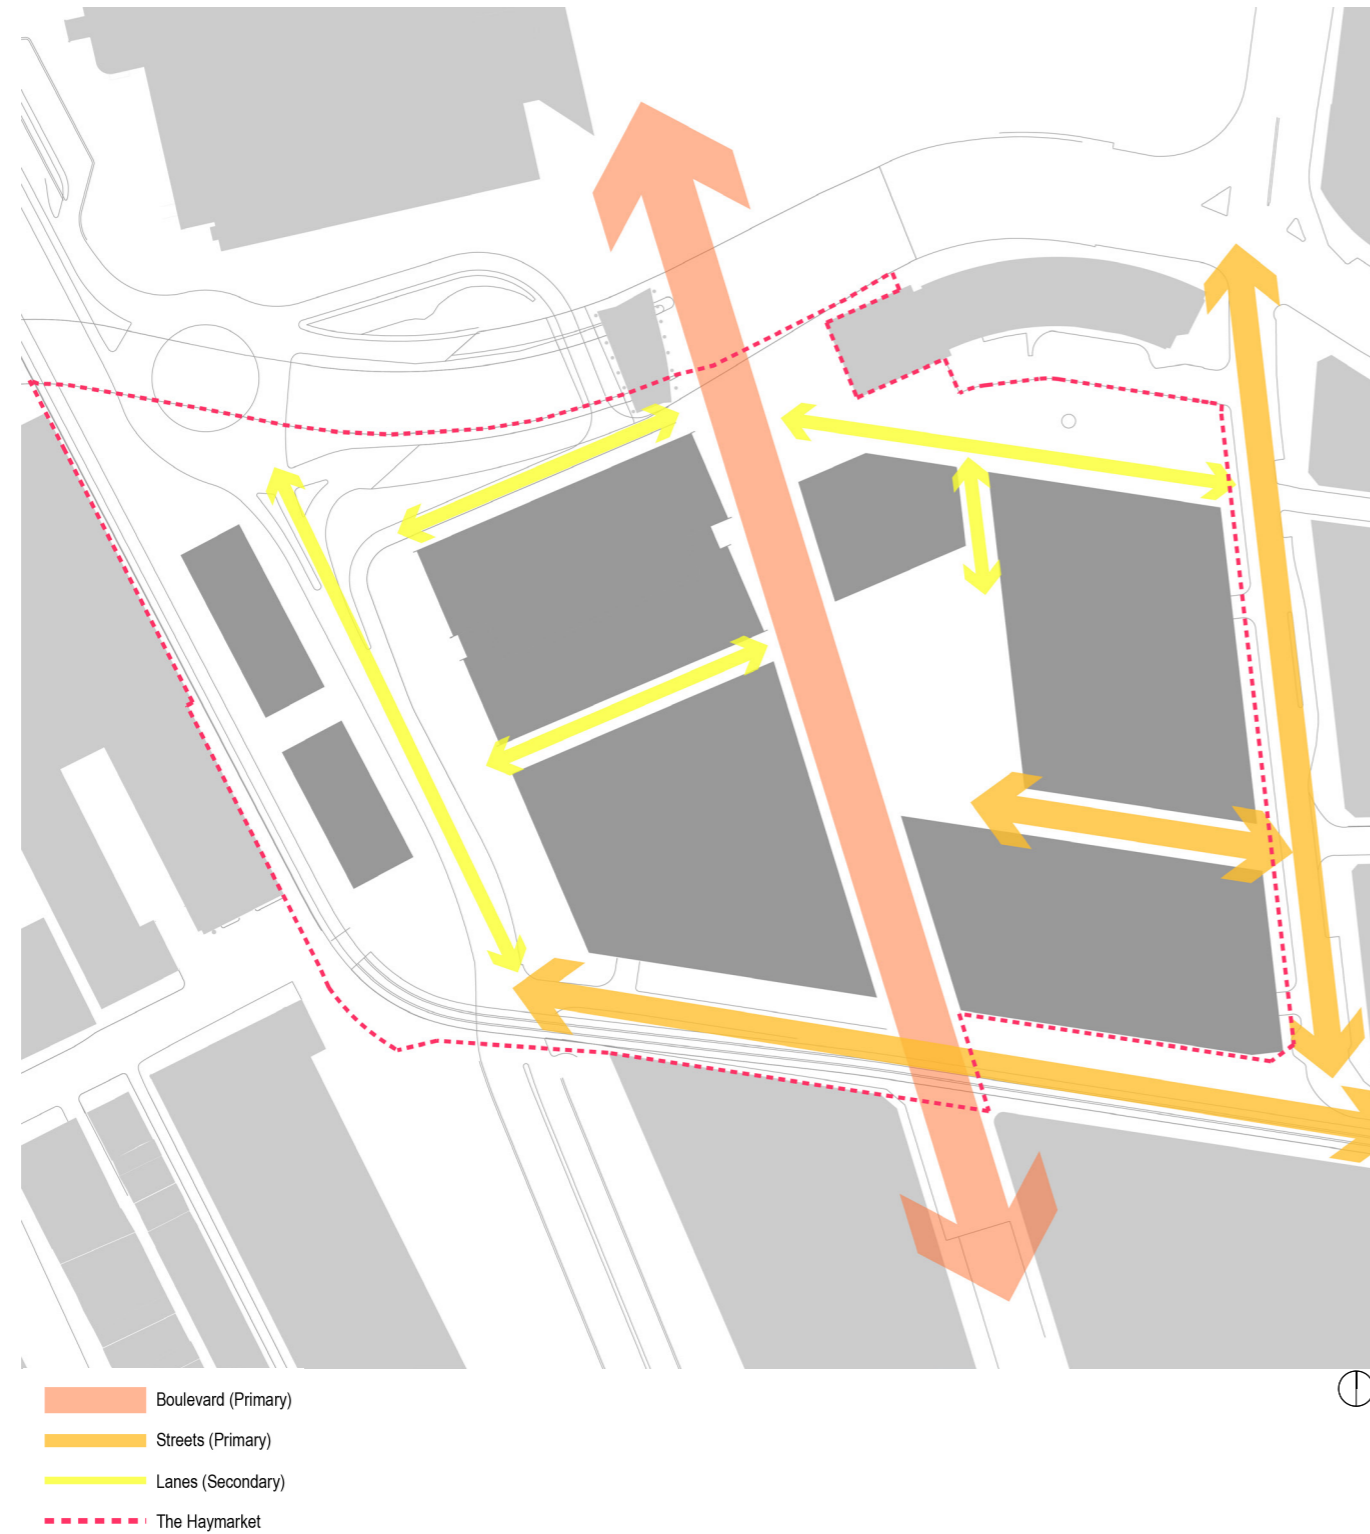 Boulevard (Primary)
Streets (Primary)
Lanes (Secondary)
The Haymarket